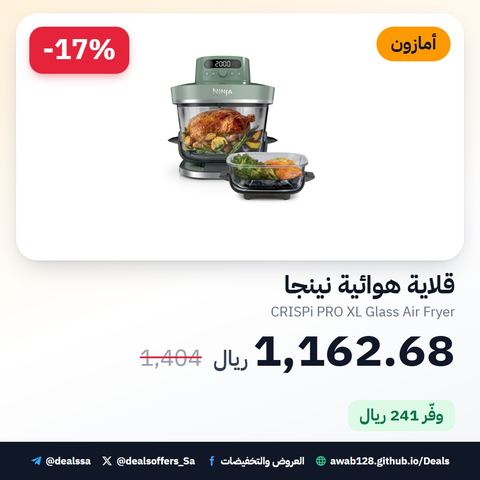 -17%
أمازون
2000
NINJA
قلاية هوائية نينجا
CRISPi PRO XL Glass Air Fryer
1,162.68 ريال 1,404
وفّر 241 ريال
@dealssa @dealsoffers_Sa العروض والتخفيضات awab128.github.io/Deals